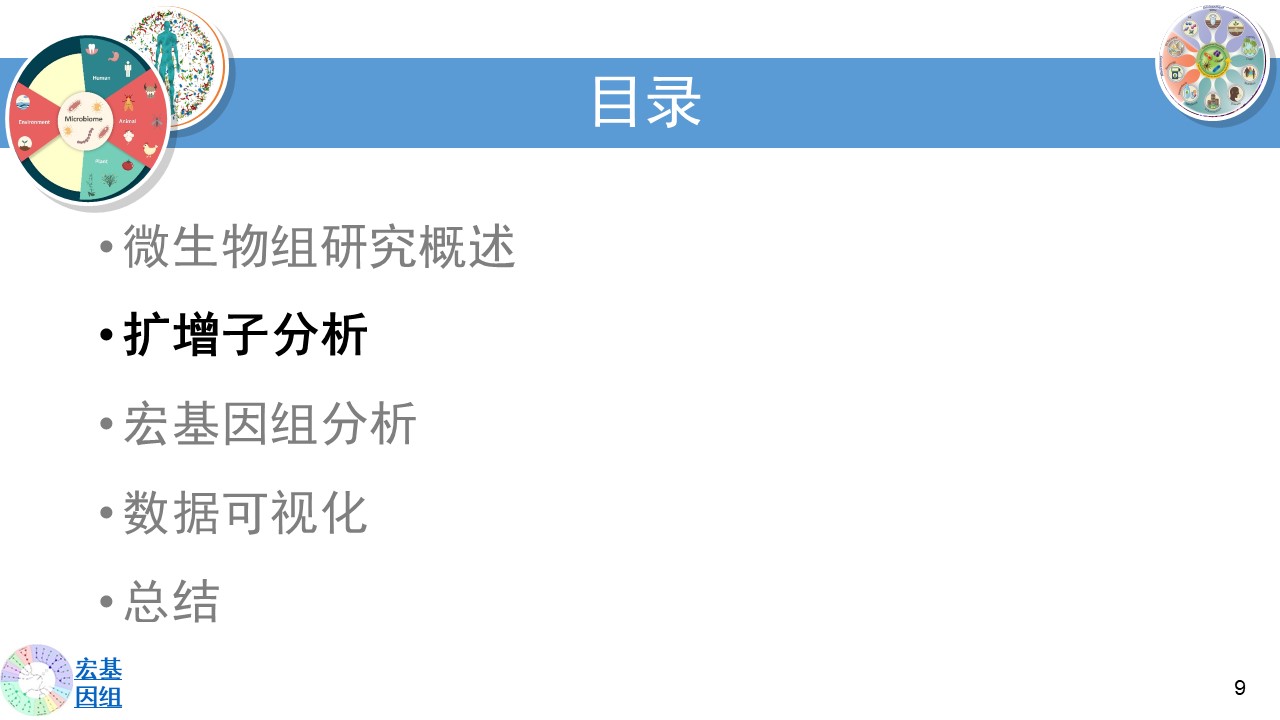 目录
Human
Microbiome
Environment
Animal
Plant
•微生物组研究概述
•扩增子分析
•宏基因组分析
•数据可视化
•总结
宏基
因组
9